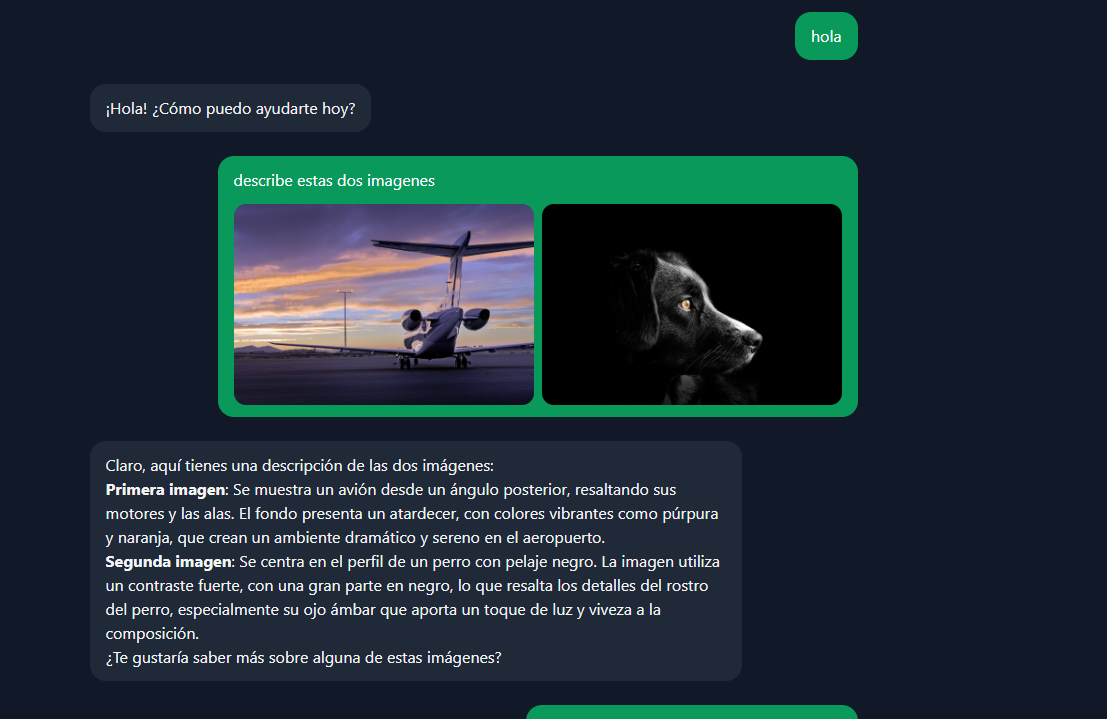 hola
¡Hola! ¿Cómo puedo ayudarte hoy?
describe estas dos imagenes
Claro, aquí tienes una descripción de las dos imágenes:
Primera imagen: Se muestra un avión desde un ángulo posterior, resaltando sus
motores y las alas. El fondo presenta un atardecer, con colores vibrantes como púrpura
y naranja, que crean un ambiente dramático y sereno en el aeropuerto.
Segunda imagen: Se centra en el perfil de un perro con pelaje negro. La imagen utiliza
un contraste fuerte, con una gran parte en negro, lo que resalta los detalles del rostro
del perro, especialmente su ojo ámbar que aporta un toque de luz y viveza a la
composición.
¿Te gustaría saber más sobre alguna de estas imágenes?